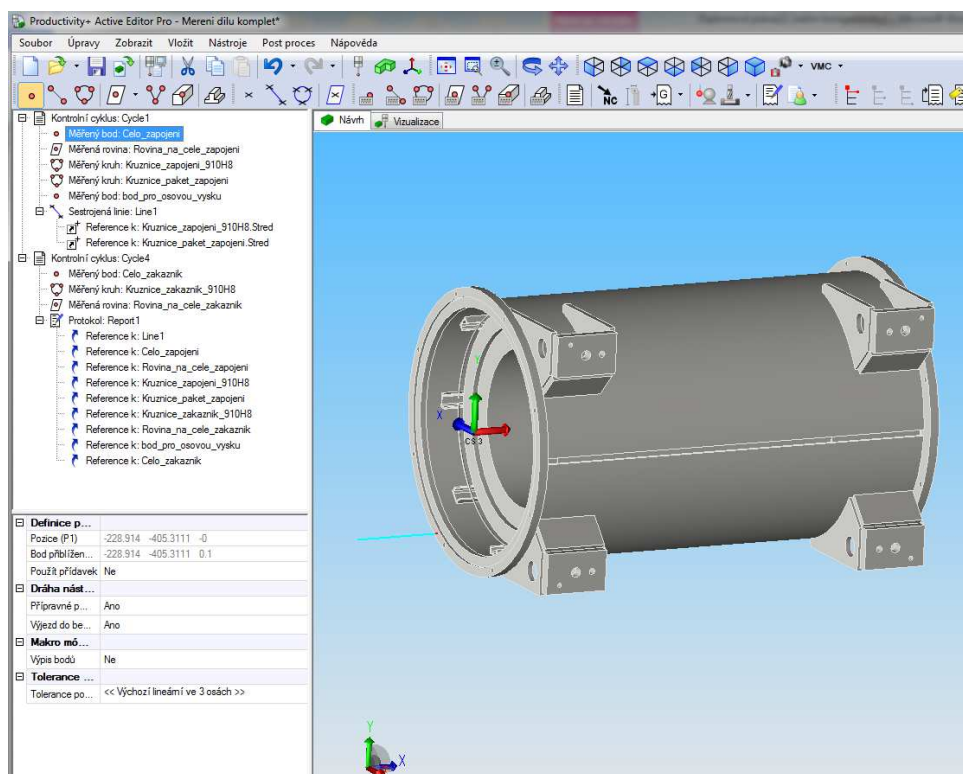 Productivity+ Active Editor Pro - Mereni dilu komplet*
Soubor Úpravy Zobrazit Vložit Nástroje Post proces Nápověda
VMC
NC G
Kontrolní cyklus: Cycle1
Měřený bod: Celo_zapojeni
Měřená rovina: Rovina_na_cele_zapojeni
Měřený kruh: Kruznice_zapojeni_910H8
Měřený kruh: Kruznice_paket_zapojeni
Měřený bod: bod_pro_osovou_vysku
Sestrojená linie: Line1
Reference k: Kruznice_zapojeni_910H8.Stred
Reference k: Kruznice_paket_zapojeni.Stred
Kontrolní cyklus: Cycle4
Měřený bod: Celo_zakaznik
Měřený kruh: Kruznice_zakaznik_910H8
Měřená rovina: Rovina_na_cele_zakaznik
Protokol: Report1
Reference k: Line1
Reference k: Celo_zapojeni
Reference k: Rovina_na_cele_zapojeni
Reference k: Kruznice_zapojeni_910H8
Reference k: Kruznice_paket_zapojeni
Reference k: Kruznice_zakaznik_910H8
Reference k: Rovina_na_cele_zakaznik
Reference k: bod_pro_osovou_vysku
Reference k: Celo_zakaznik
Návrh Vizualizace
Y
X
CS 3
Definice p...
Pozice (P1) -228.914 -405.3111 -0
Bod přiblížen... -228.914 -405.3111 0.1
Použít přídavek Ne
Dráha nást...
Přípravné p... Ano
Výjezd do be... Ano
Makro mó...
Výpis bodů Ne
Tolerance ...
Tolerance po... << Výchozí lineární ve 3 osách >>
Y
X